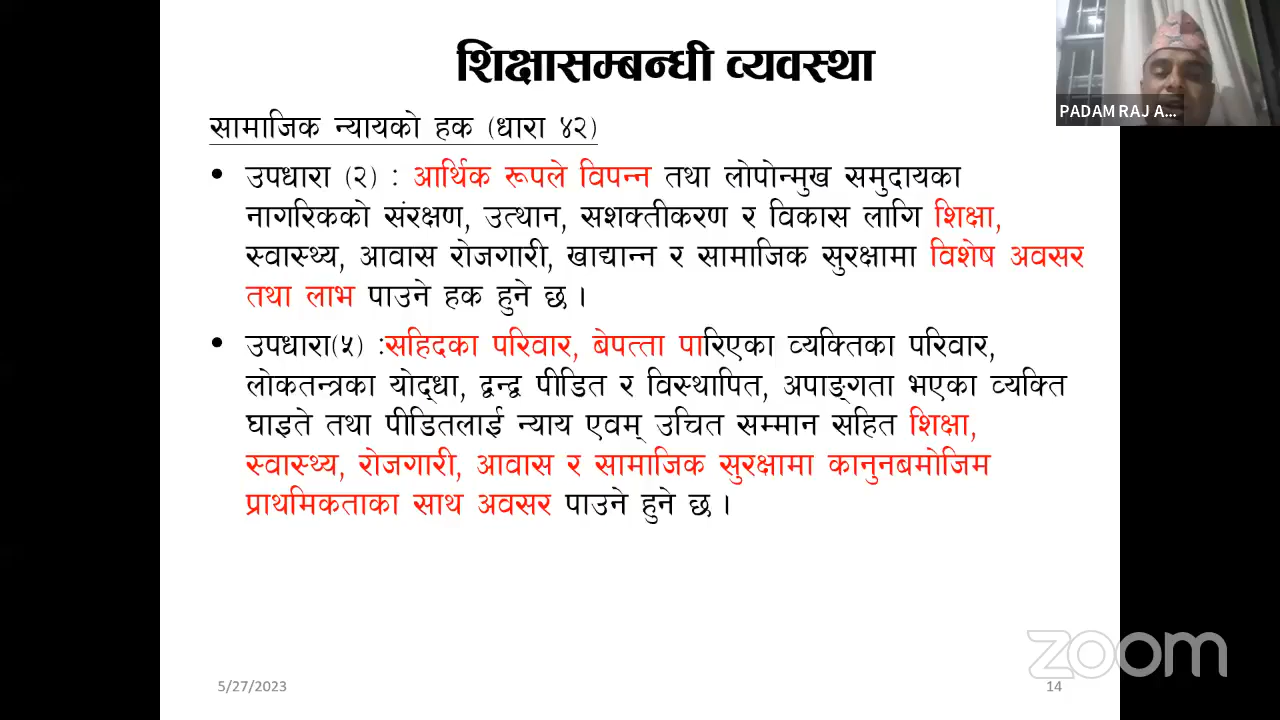 शिक्षासम्बन्धी व्यवस्था
PADAM RAJ A...
सामाजिक न्यायको हक (धारा ४२)
• उपधारा (२) : आर्थिक रूपले विपन्न तथा लोपोन्मुख समुदायका
नागरिकको संरक्षण, उत्थान, सशक्तीकरण र विकास लागि शिक्षा,
स्वास्थ्य, आवास रोजगारी, खाद्यान्न र सामाजिक सुरक्षामा विशेष अवसर
तथा लाभ पाउने हक हुने छ ।
• उपधारा(५) :सहिदका परिवार, बेपत्ता पारिएका व्यक्तिका परिवार,
लोकतन्त्रका योद्धा, द्वन्द्व पीडित र विस्थापित, अपाङ्गता भएका व्यक्ति
घाइते तथा पीडितलाई न्याय एवम् उचित सम्मान सहित शिक्षा,
स्वास्थ्य, रोजगारी, आवास र सामाजिक सुरक्षामा कानुनबमोजिम
प्राथमिकताका साथ अवसर पाउने हुने छ ।
zoom
5/27/2023
14